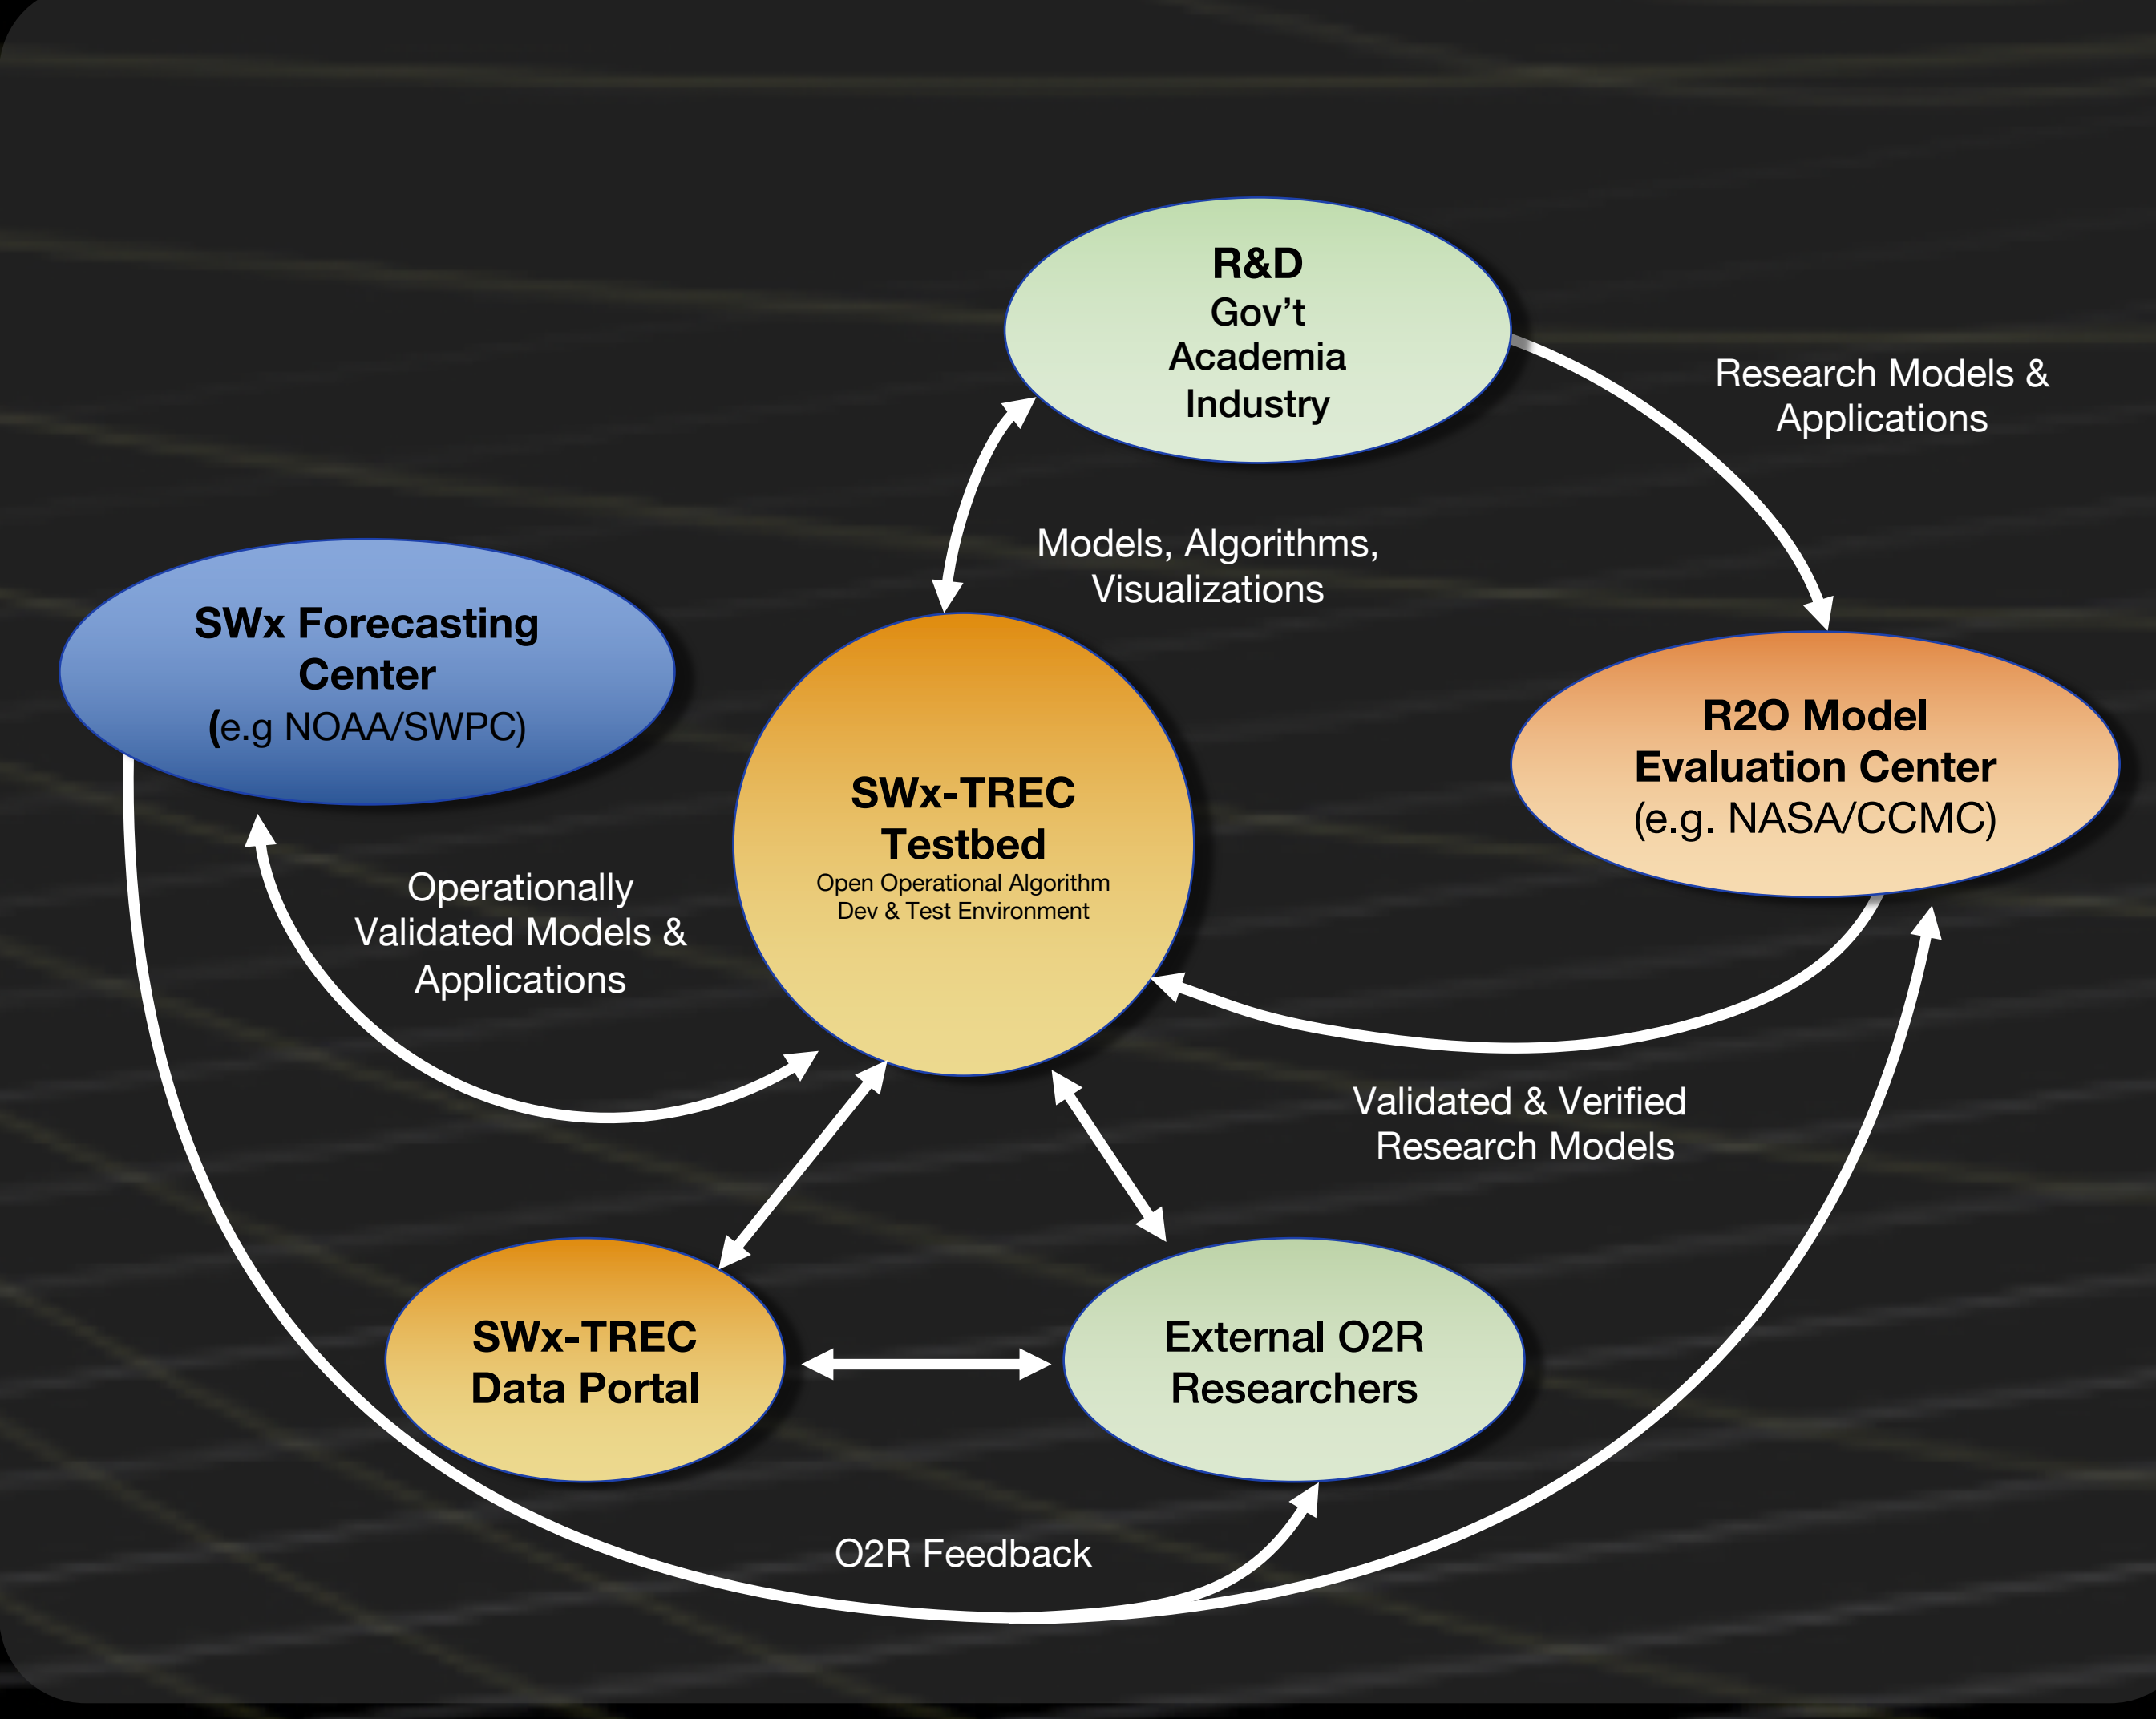 R&D
Gov’t
Academia
Industry
Research Models &
Applications
Models, Algorithms,
Visualizations
SWx Forecasting
Center
(e.g NOAA/SWPC)
R2O Model
Evaluation Center
(e.g. NASA/CCMC)
SWx-TREC
Testbed
Open Operational Algorithm
Dev & Test Environment
Operationally
Validated Models &
Applications
Validated & Verified
Research Models
SWx-TREC
Data Portal
External O2R
Researchers
O2R Feedback